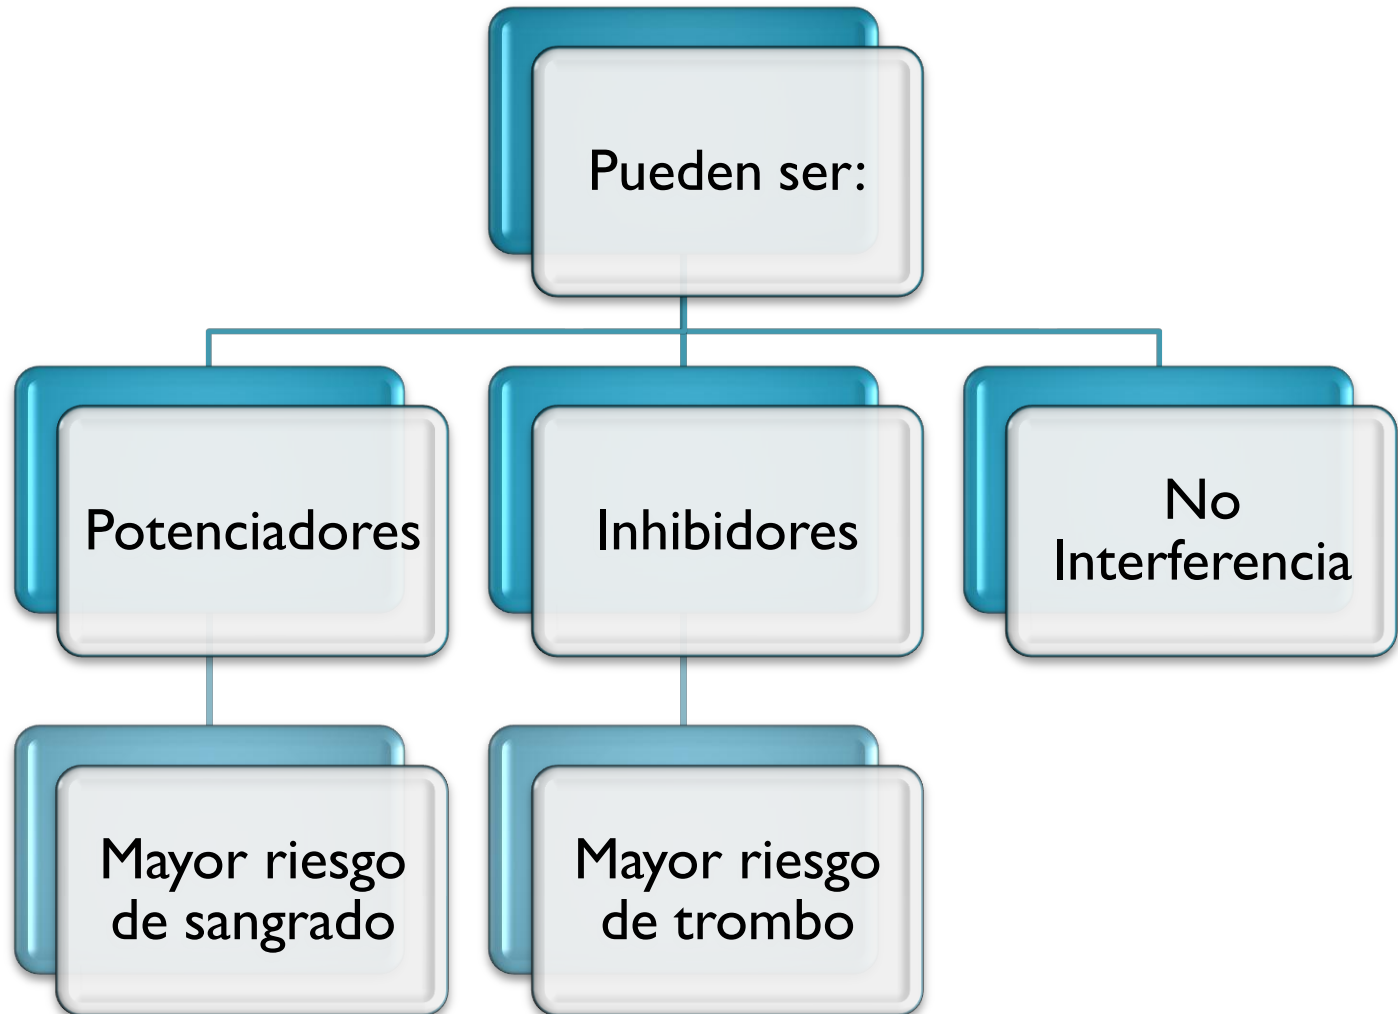 Pueden ser:
Potenciadores
Inhibidores
No
Interferencia
Mayor riesgo
de sangrado
Mayor riesgo
de trombo